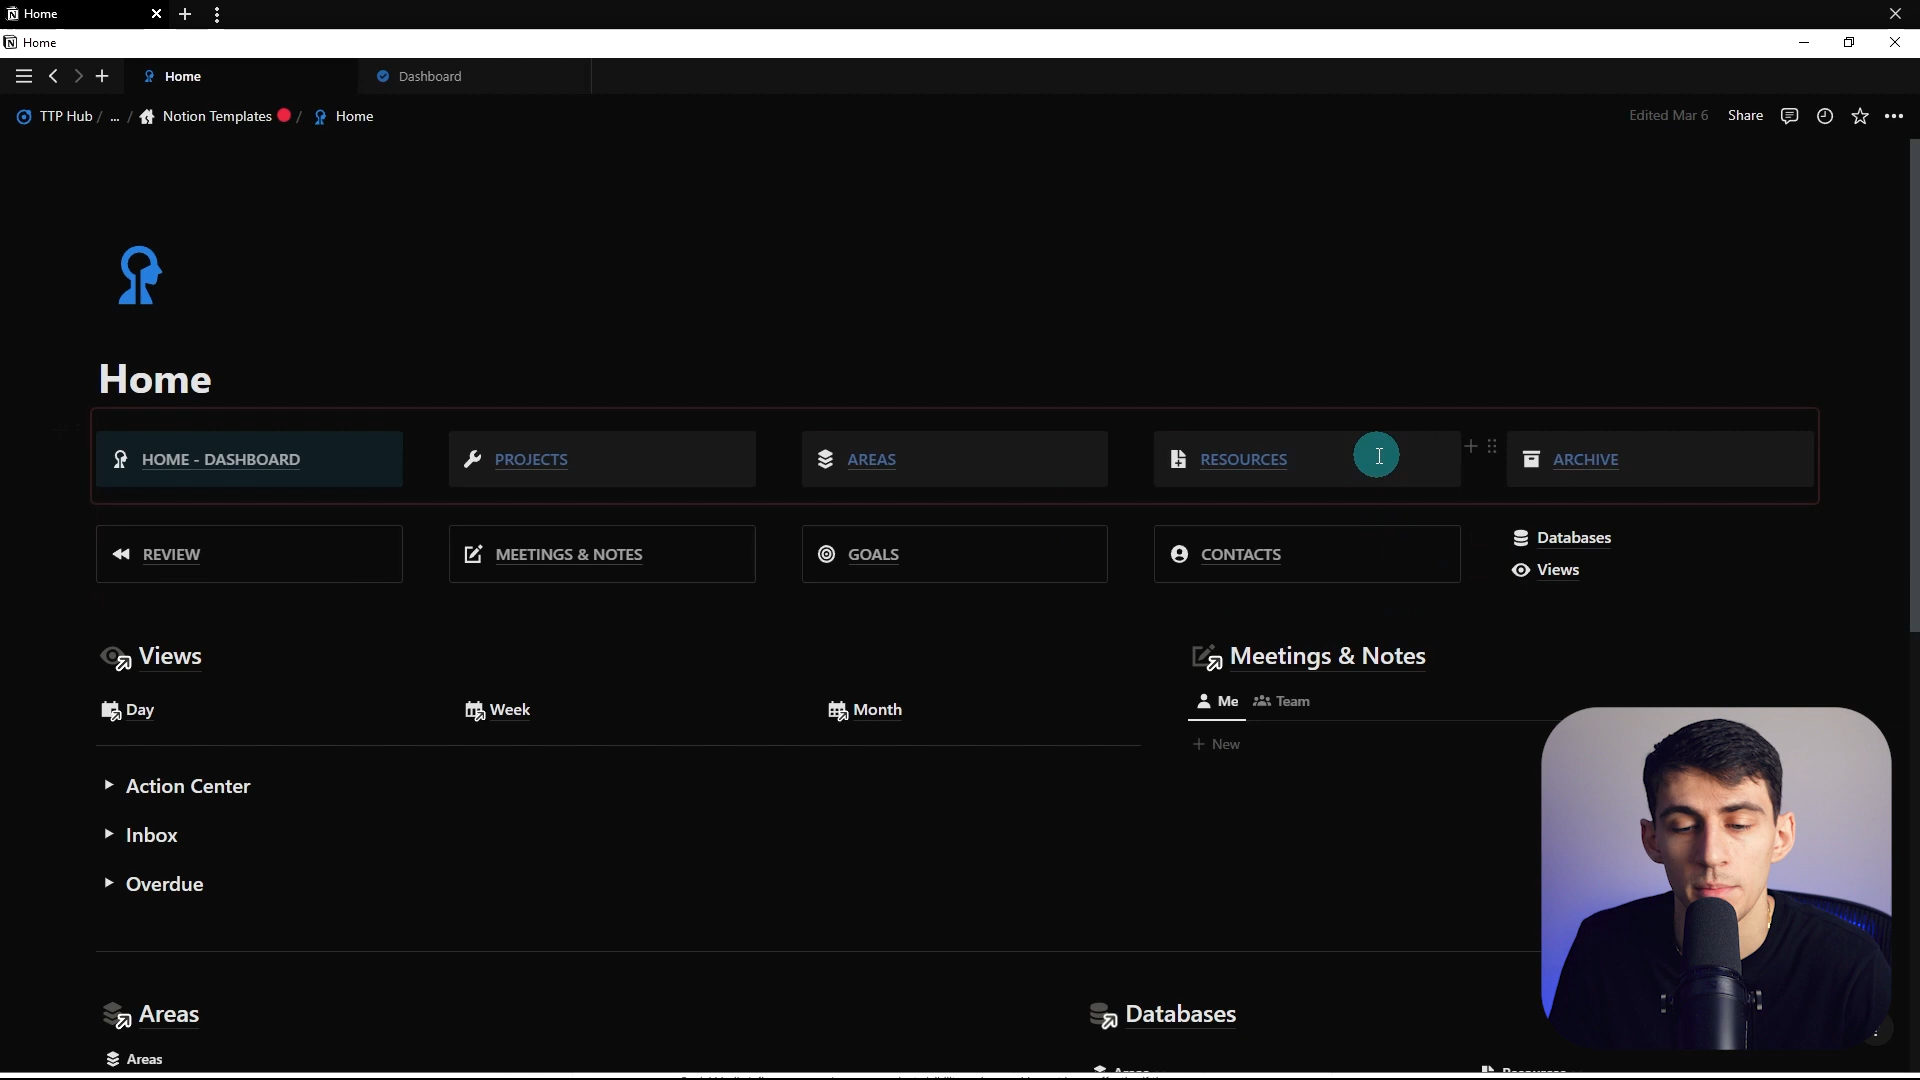 Home
Home
Home Dashboard
TTP Hub / ... / Notion Templates / Home
Edited Mar 6 Share
Home
HOME - DASHBOARD PROJECTS AREAS RESOURCES ARCHIVE
REVIEW MEETINGS & NOTES GOALS CONTACTS
Databases
Views
Views
Day Week Month
Action Center
Inbox
Overdue
Meetings & Notes
Me Team
+ New
Areas
Areas
Databases